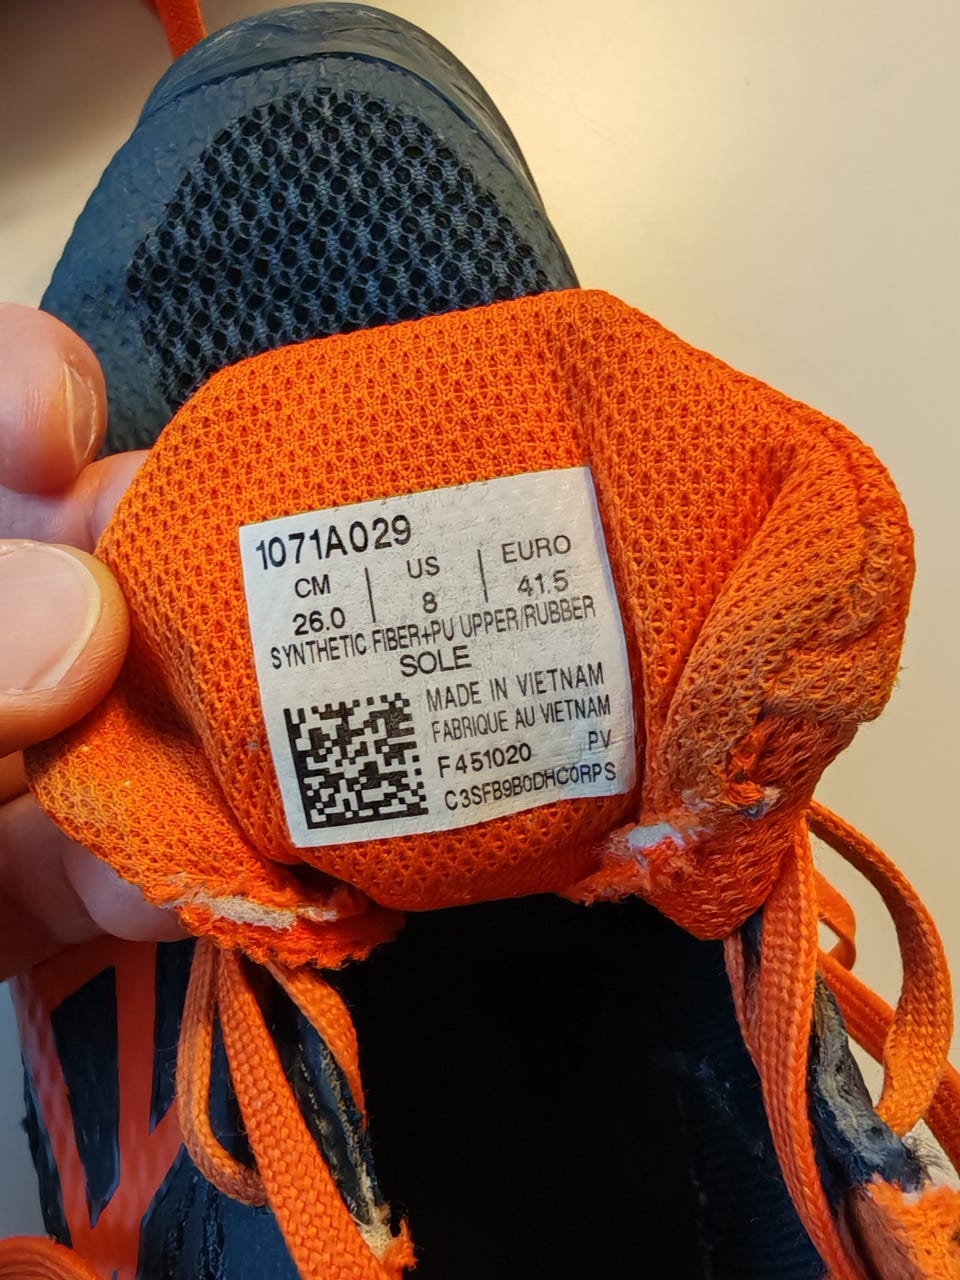 1071A029
CM | US | EURO
26.0 | 8 | 41.5
SYNTHETIC FIBER+PU UPPER/RUBBER
SOLE
MADE IN VIETNAM
FABRIQUE AU VIETNAM
F451020 PV
C3SFB9B0DHCORPS